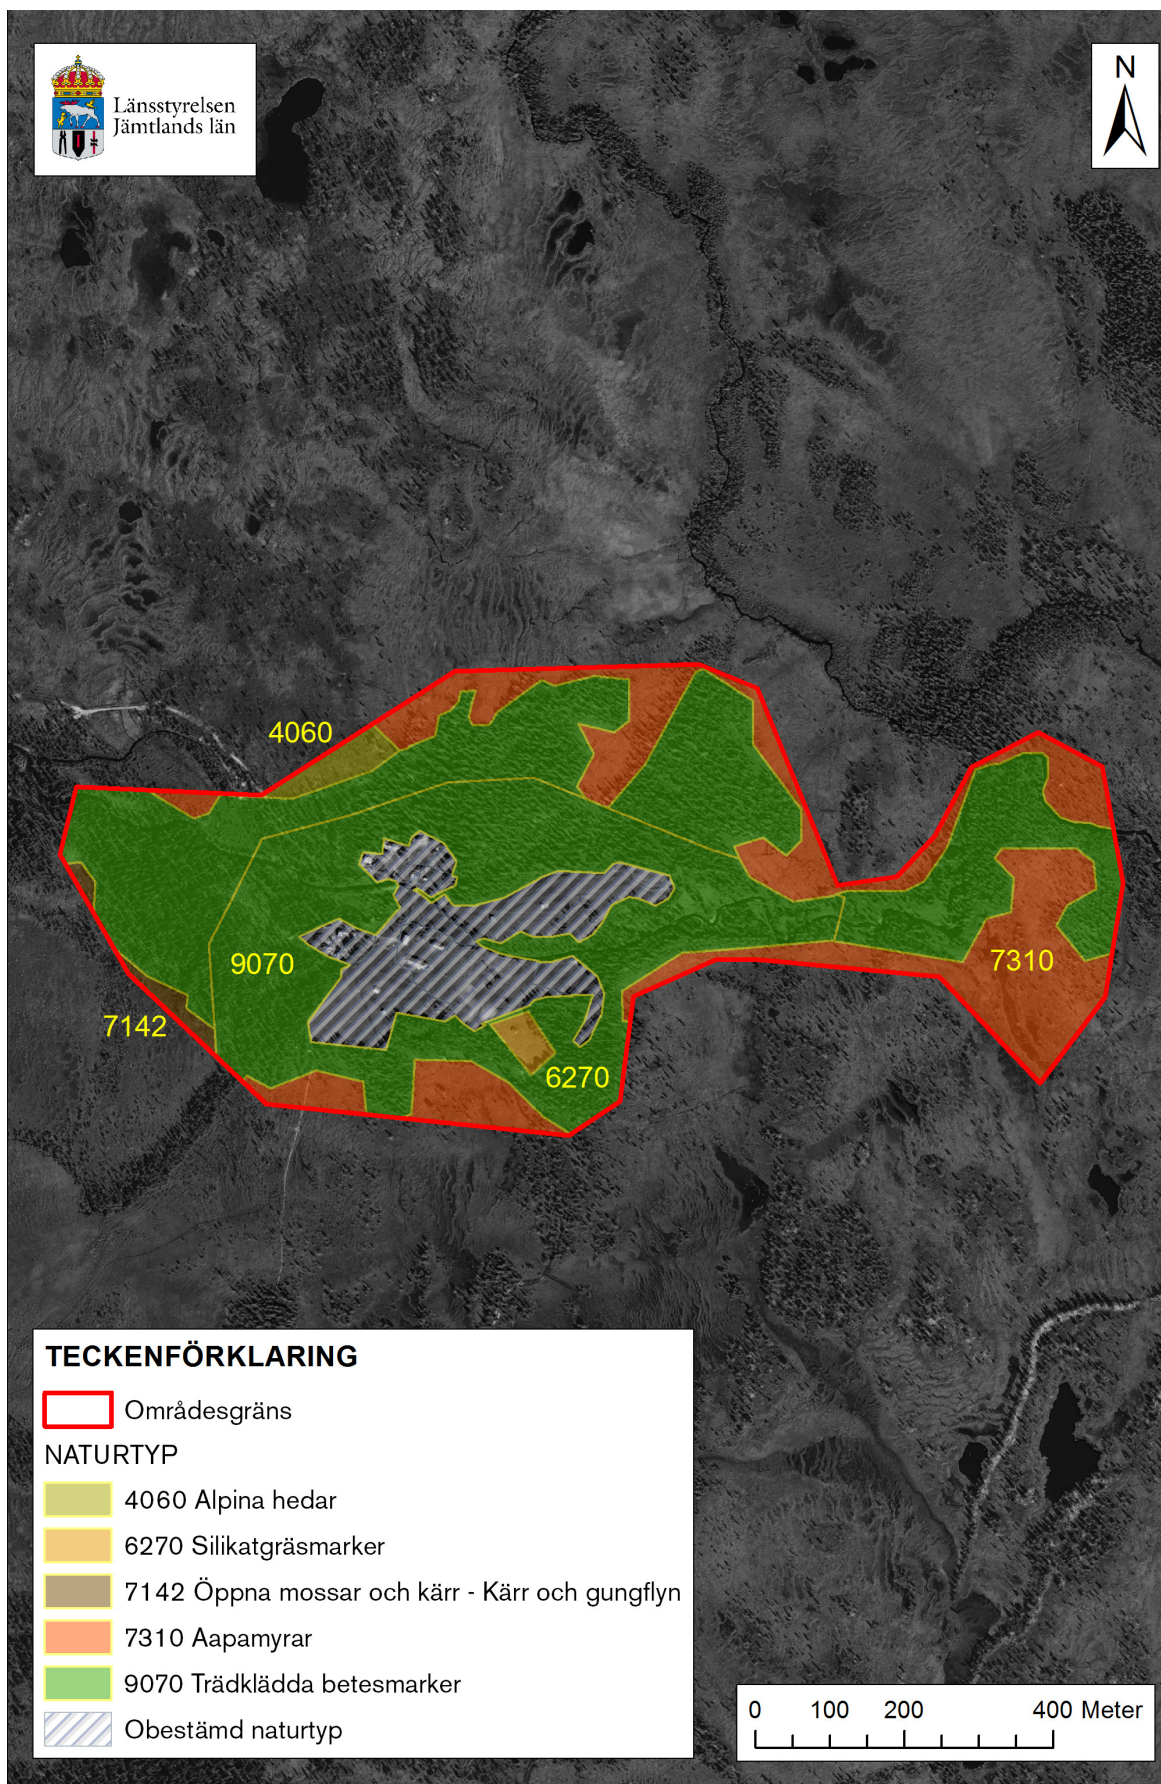 Länsstyrelsen
Jämtlands län
N
4060
9070
7310
7142
6270
TECKENFÖRKLARING
Områdesgräns
NATURTYP
4060 Alpina hedar
6270 Silikatgräsmarker
7142 Öppna mossar och kärr - Kärr och gungflyn
7310 Aapamyrar
9070 Trädklädda betesmarker
Obestämd naturtyp
0 100 200 400 Meter